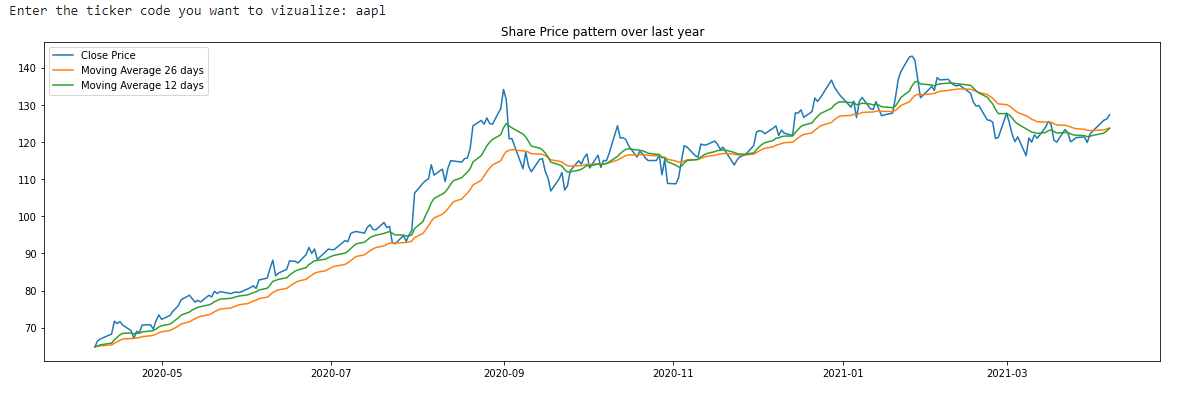 Enter the ticker code you want to vizualize: aapl
Share Price pattern over last year
Close Price
Moving Average 26 days
Moving Average 12 days
140
130
120
110
100
90
80
70
2020-05 2020-07 2020-09 2020-11 2021-01 2021-03